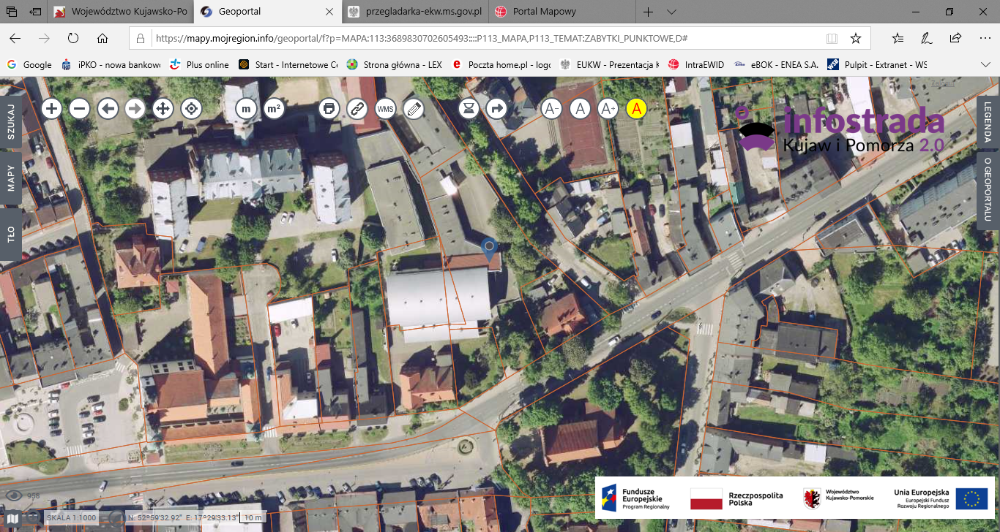 Województwo Kujawsko-Po
Geoportal
przegladarka-ekw.ms.gov.pl
Portal Mapowy
https://mapy.mojregion.info/geoportal/f?p=MAPA:113:3689830702605493::::P113_MAPA,P113_TEMAT:ZABYTKI_PUNKTOWE,D#
Google
iPKO - nowa bankow
Plus online
Start - Internetowe C
Strona główna - LEX
Poczta home.pl - log
EUKW - Prezentacja K
IntraEWID
eBOK - ENEA S.A.
Pulpit - Extranet - WS
SZUKAJ
MAPY
TŁO
m
m²
WMS
A-
A
A+
A
infostrada
Kujaw i Pomorza 2.0
LEGENDA
O GEOPORTALU
958
SKALA 1:1000
N: 52°59'32.92" E: 17°29'33.13"
10 m
Fundusze
Europejskie
Program Regionalny
Rzeczpospolita
Polska
Województwo
Kujawsko-Pomorskie
Unia Europejska
Europejski Fundusz
Rozwoju Regionalnego